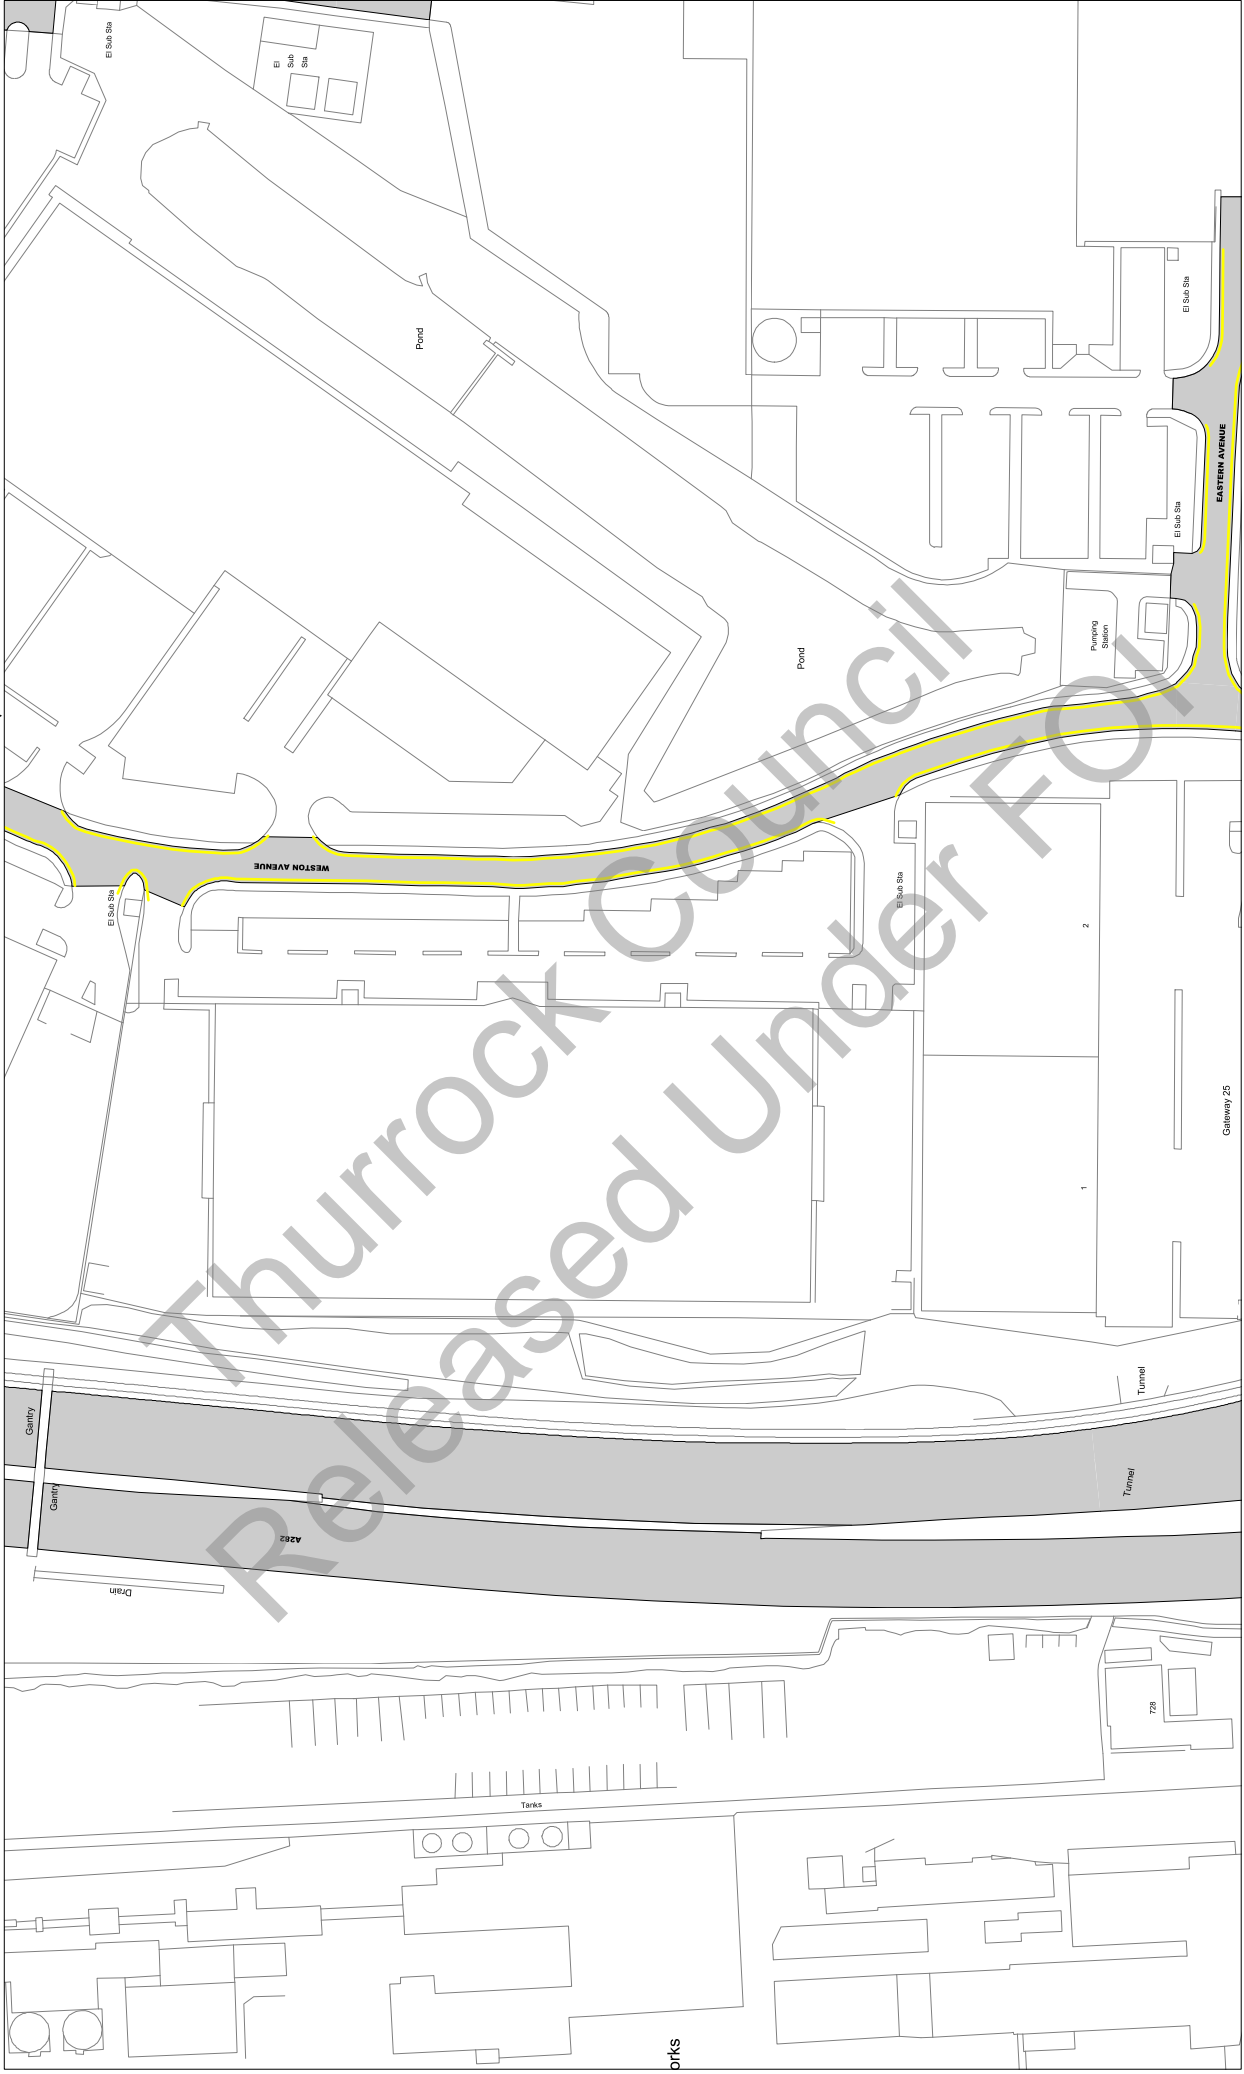 El Sub Sta
El
Sub
Sta
Pond
El Sub Sta
EASTERN AVENUE
El Sub Sta
Pumping
Station
Pond
WESTON AVENUE
El Sub Sta
El Sub Sta
2
1
Gateway 25
Thurrock Council
Released Under FOI
Gantry
Gantry
Tunnel
Tunnel
A282
Drain
728
Tanks
orks